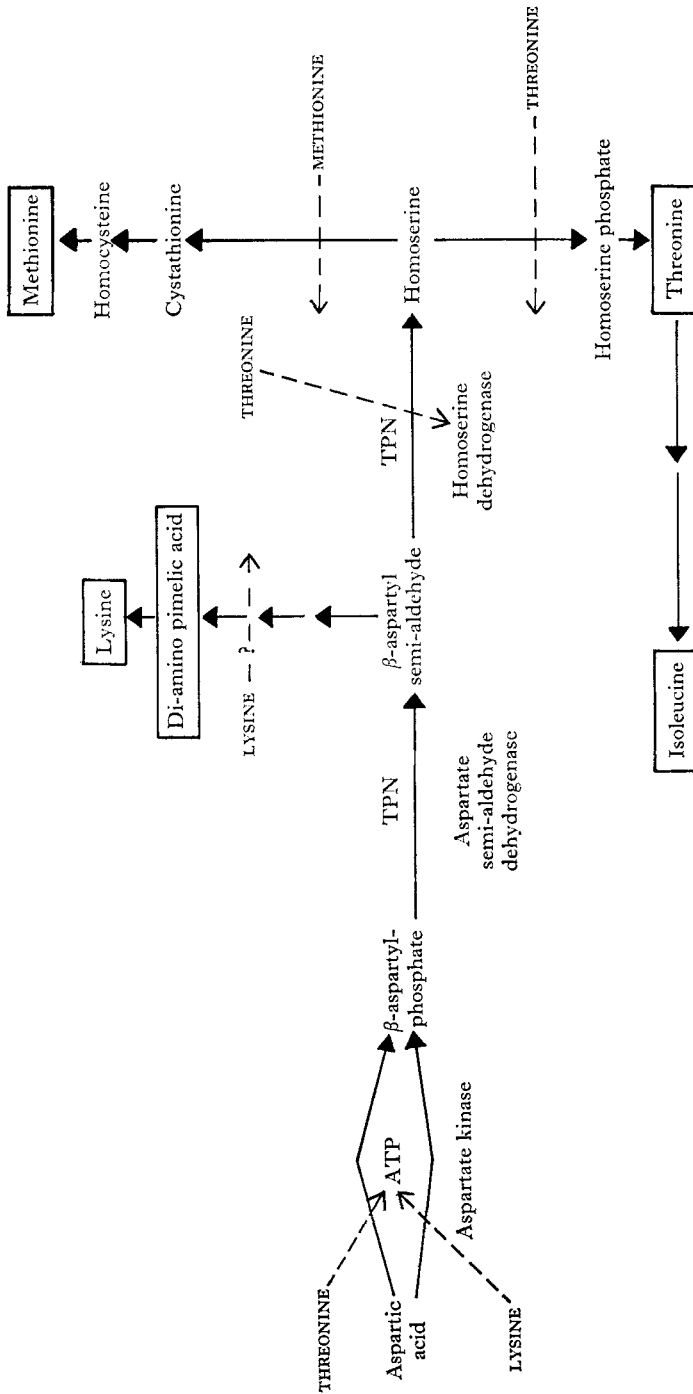 THREONINE
Aspartic
acid
LYSINE
ATP
Aspartate kinase
β-aspartyl-
phosphate
TPN
Aspartate
semi-aldehyde
dehydrogenase
Lysine
Di-amino pimelic acid
LYSINE
?
β-aspartyl
semi-aldehyde
THREONINE
TPN
Homoserine
dehydrogenase
Methionine
Homocysteine
Cystathionine
METHIONINE
Homoserine
THREONINE
Homoserine phosphate
Threonine
Isoleucine